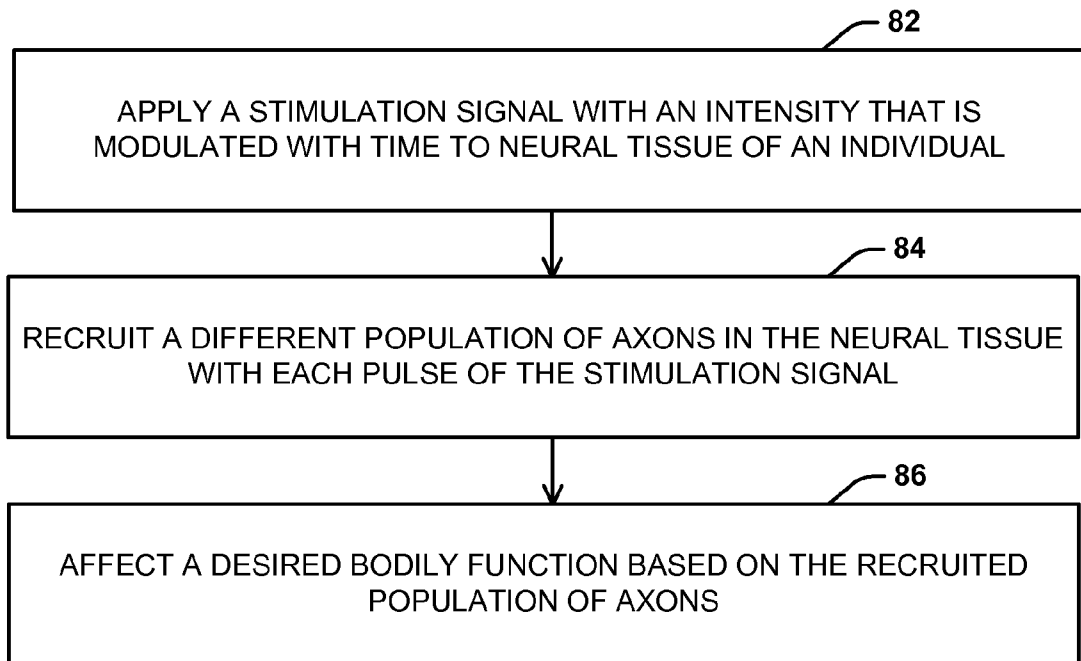 82
APPLY A STIMULATION SIGNAL WITH AN INTENSITY THAT IS
MODULATED WITH TIME TO NEURAL TISSUE OF AN INDIVIDUAL
84
RECRUIT A DIFFERENT POPULATION OF AXONS IN THE NEURAL TISSUE
WITH EACH PULSE OF THE STIMULATION SIGNAL
86
AFFECT A DESIRED BODILY FUNCTION BASED ON THE RECRUITED
POPULATION OF AXONS